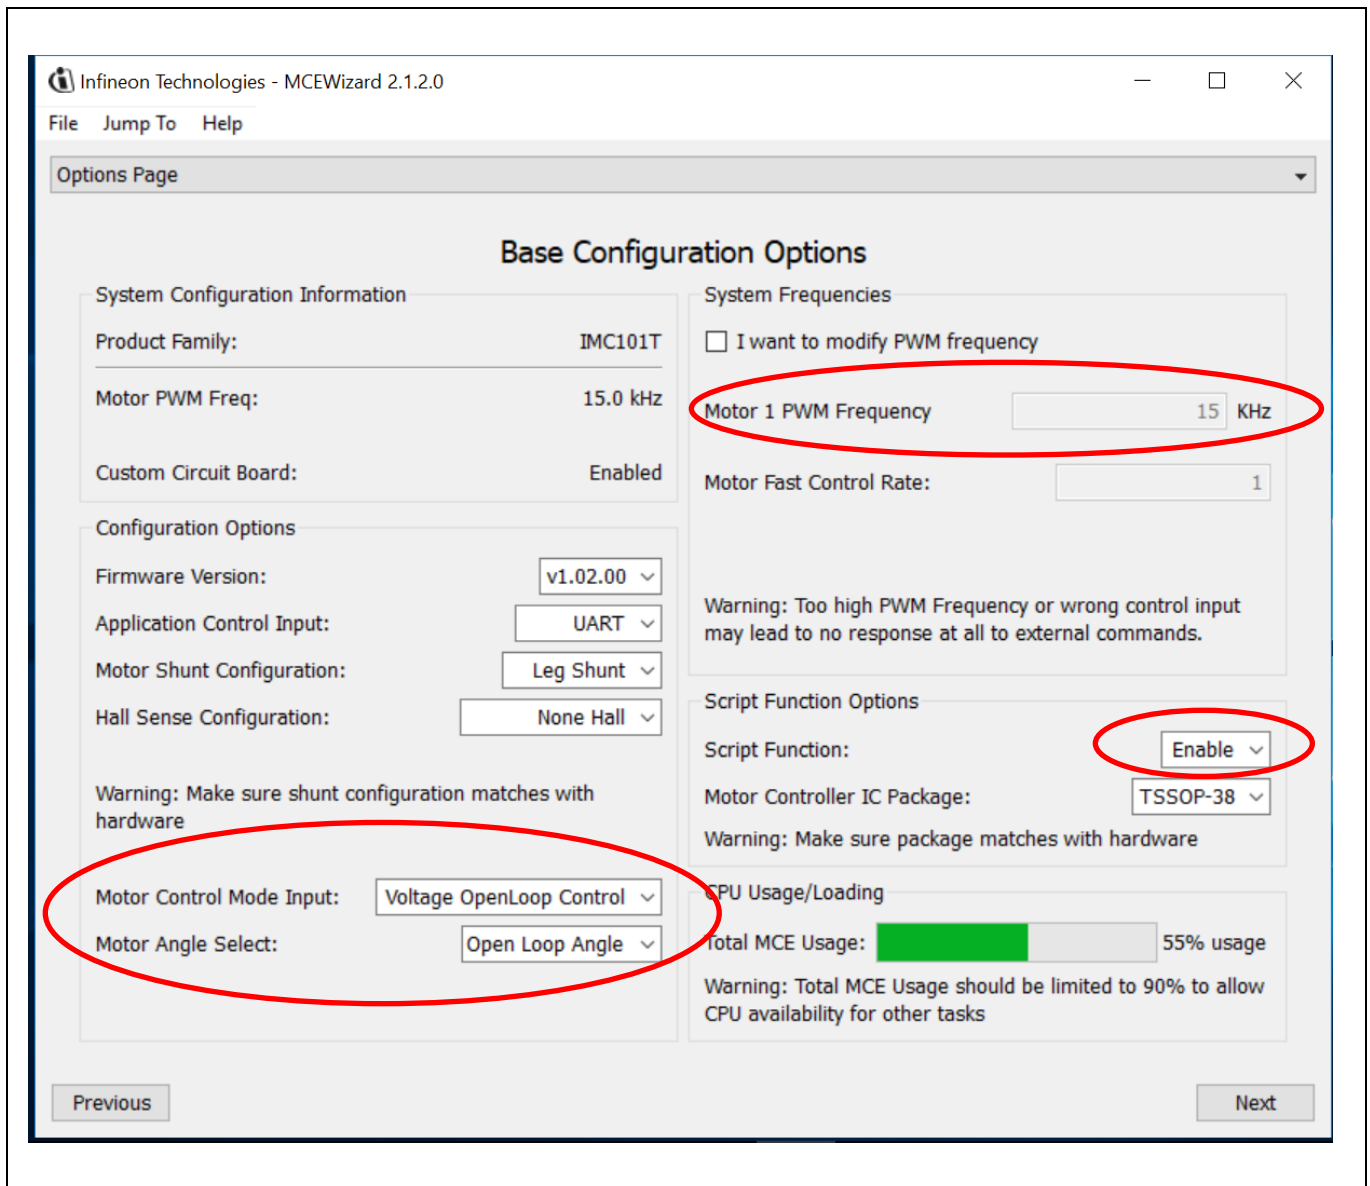 Infineon Technologies - MCEWizard 2.1.2.0
File Jump To Help
Options Page
Base Configuration Options
System Configuration Information
Product Family: IMC101T
Motor PWM Freq: 15.0 kHz
Custom Circuit Board: Enabled
Configuration Options
Firmware Version: v1.02.00
Application Control Input: UART
Motor Shunt Configuration: Leg Shunt
Hall Sense Configuration: None Hall
Warning: Make sure shunt configuration matches with
hardware
Motor Control Mode Input: Voltage OpenLoop Control
Motor Angle Select: Open Loop Angle
System Frequencies
I want to modify PWM frequency
Motor 1 PWM Frequency 15 KHz
Motor Fast Control Rate: 1
Warning: Too high PWM Frequency or wrong control input
may lead to no response at all to external commands.
Script Function Options
Script Function: Enable
Motor Controller IC Package: TSSOP-38
Warning: Make sure package matches with hardware
CPU Usage/Loading
Total MCE Usage: 55% usage
Warning: Total MCE Usage should be limited to 90% to allow
CPU availability for other tasks
Previous
Next